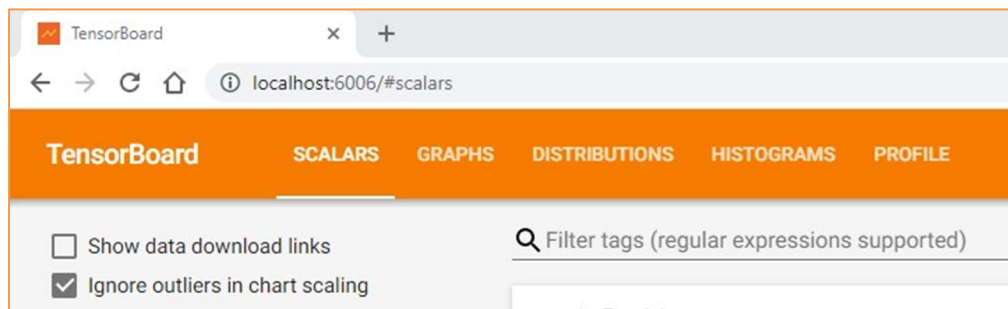 TensorBoard
localhost:6006/#scalars
TensorBoard SCALARS GRAPHS DISTRIBUTIONS HISTOGRAMS PROFILE
Show data download links
Filter tags (regular expressions supported)
Ignore outliers in chart scaling